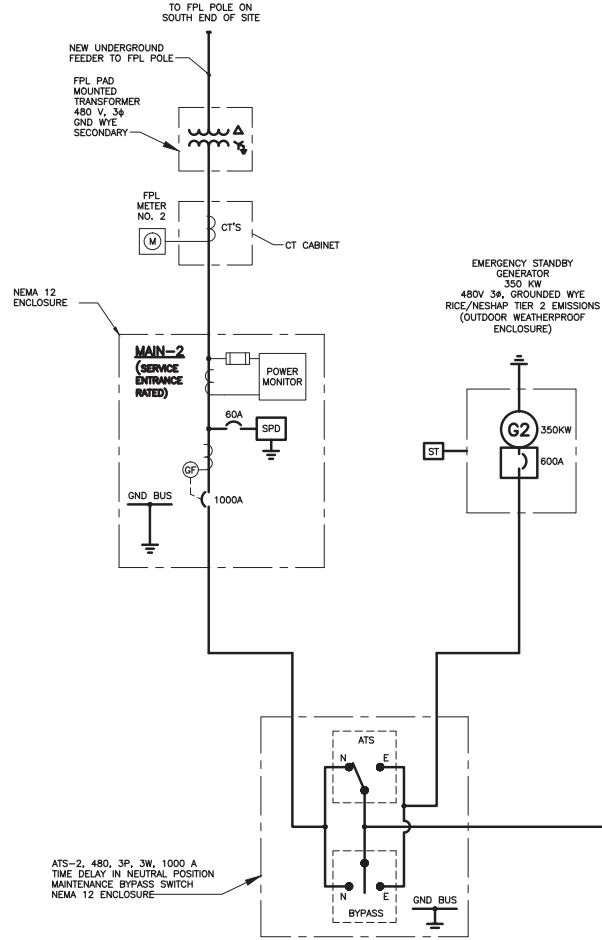 TO FPL POLE ON
SOUTH END OF SITE
NEW UNDERGROUND
FEEDER TO FPL POLE
FPL PAD
MOUNTED
TRANSFORMER
480 V, 3ϕ
GND WYE
SECONDARY
FPL
METER
NO. 2
M
CT'S
CT CABINET
NEMA 12
ENCLOSURE
MAIN-2
(SERVICE
ENTRANCE
RATED)
POWER
MONITOR
60A
SPD
GF
1000A
GND BUS
EMERGENCY STANDBY
GENERATOR
350 KW
480V 3ø, GROUNDED WYE
RICE/NESHAP TIER 2 EMISSIONS
(OUTDOOR WEATHERPROOF
ENCLOSURE)
G2
350KW
ST
600A
ATS
N
E
ATS-2, 480, 3P, 3W, 1000 A
TIME DELAY IN NEUTRAL POSITION
MAINTENANCE BYPASS SWITCH
NEMA 12 ENCLOSURE
N
E
BYPASS
GND BUS